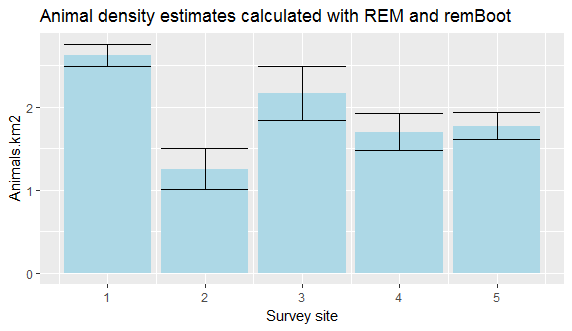 Animal density estimates calculated with REM and remBoot
Animals.km2
2
1
0
1 2 3 4 5
Survey site